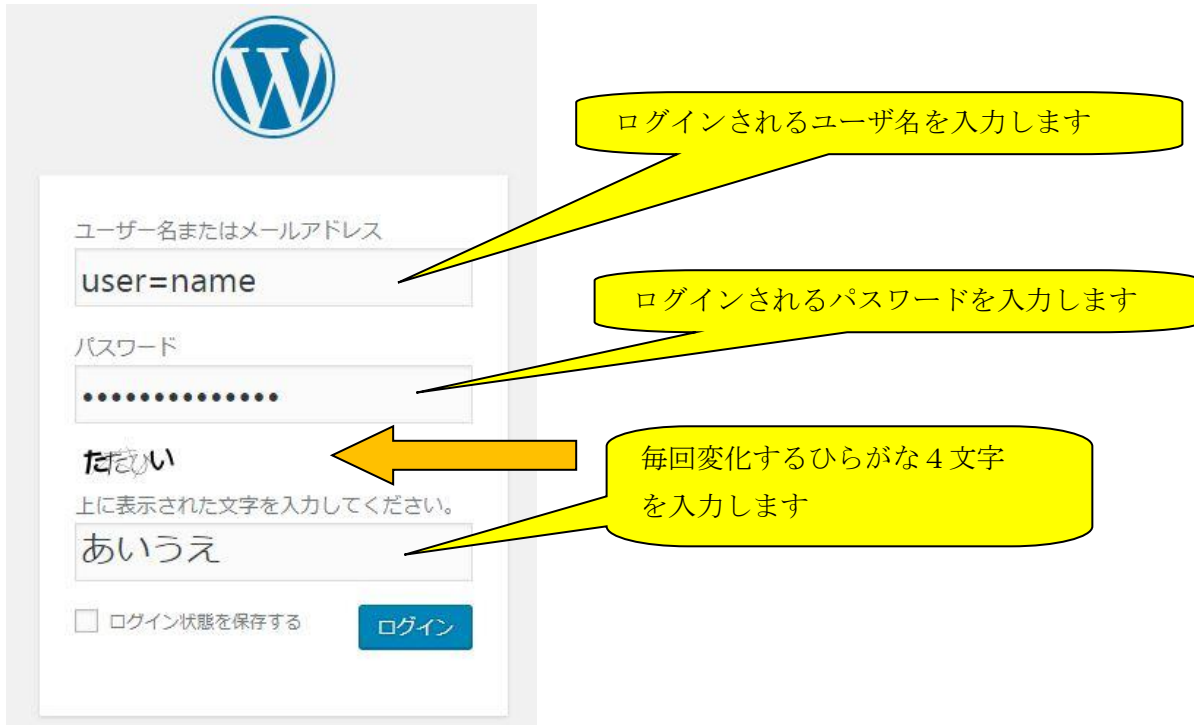 ログインされるユーザ名を入力します
ユーザー名またはメールアドレス
user=name
ログインされるパスワードを入力します
パスワード
••••••••••••••
毎回変化するひらがな４文字
を入力します
上に表示された文字を入力してください。
あいうえ
ログイン状態を保存する
ログイン